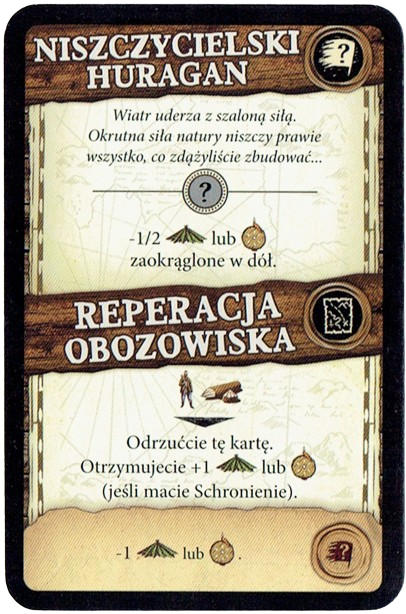 NISZCZYCIELSKI
HURAGAN
?
Wiatr uderza z szaloną siłą.
Okrutna siła natury niszczy prawie
wszystko, co zdążyliście zbudować...
?
-1/2 lub
zaokrąglone w dół.
REPERACJA
OBOZOWISKA
Odrzućcie tę kartę.
Otrzymujecie +1 lub
(jeśli macie Schronienie).
-1 lub .
?